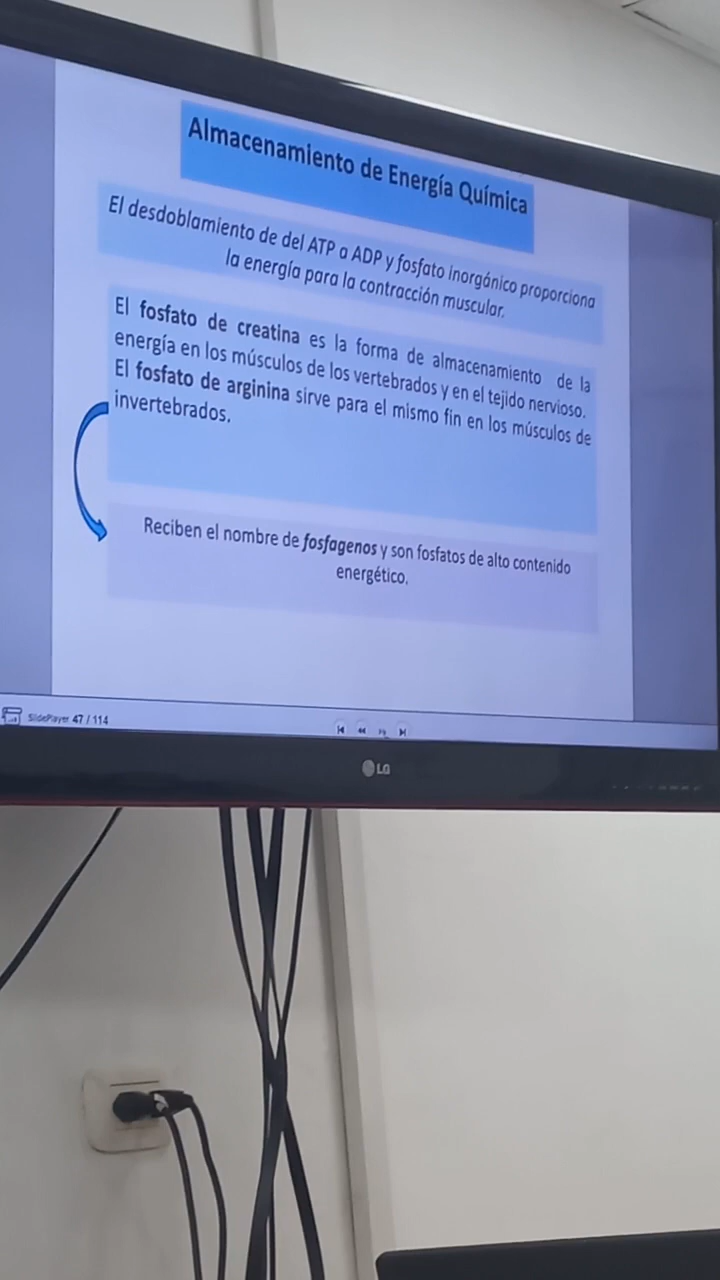 Almacenamiento de Energía Química
El desdoblamiento de del ATP a ADP y fosfato inorgánico proporciona
la energía para la contracción muscular.
El fosfato de creatina es la forma de almacenamiento de la
energía en los músculos de los vertebrados y en el tejido nervioso.
El fosfato de arginina sirve para el mismo fin en los músculos de
invertebrados.
Reciben el nombre de fosfagenos y son fosfatos de alto contenido
energético.
SlidePlayer 47 / 114
LG